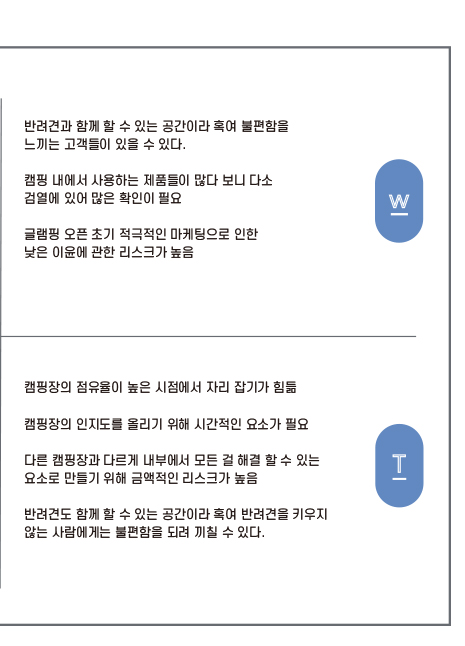 반려견과 함께 할 수 있는 공간이라 혹여 불편함을
느끼는 고객들이 있을 수 있다.
캠핑 내에서 사용하는 제품들이 많다 보니 다소
검열에 있어 많은 확인이 필요
W
글램핑 오픈 초기 적극적인 마케팅으로 인한
낮은 이윤에 관한 리스크가 높음
캠핑장의 점유율이 높은 시점에서 자리 잡기가 힘듦
캠핑장의 인지도를 올리기 위해 시간적인 요소가 필요
다른 캠핑장과 다르게 내부에서 모든 걸 해결 할 수 있는
요소로 만들기 위해 금액적인 리스크가 높음
T
반려견도 함께 할 수 있는 공간이라 혹여 반려견을 키우지
않는 사람에게는 불편함을 되려 끼칠 수 있다.